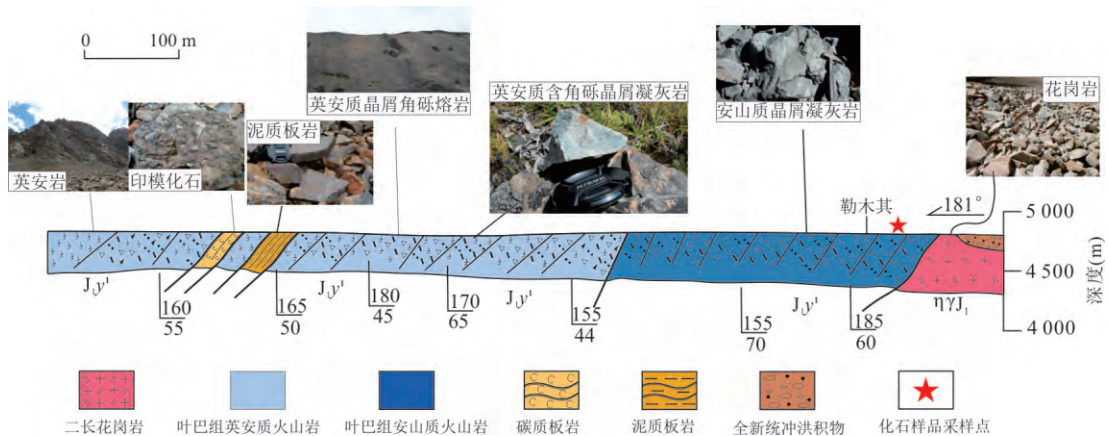 0 100 m
英安岩
印模化石
泥质板岩
英安质晶屑角砾熔岩
英安质含角砾晶屑凝灰岩
安山质晶屑凝灰岩
花岗岩
勒木其
181°
5 000
4 500
4 000
深度(m)
J₁y¹
160
55
165
50
J₁y¹
180
45
170
65
J₁y¹
155
44
155
70
J₁y¹
185
60
ηγJ₁
二长花岗岩
叶巴组英安质火山岩
叶巴组安山质火山岩
碳质板岩
泥质板岩
全新统冲洪积物
化石样品采样点